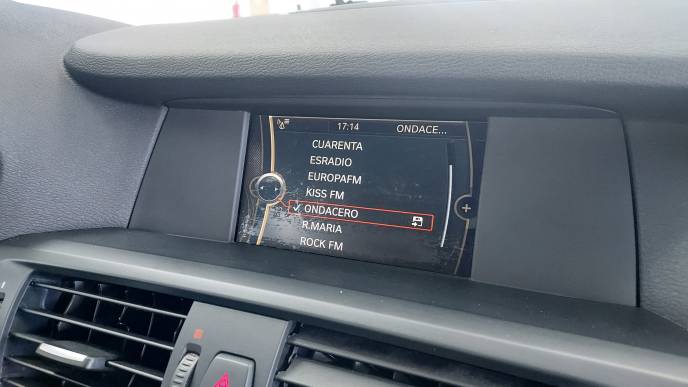 17:14 ONDACE...
CUARENTA
ESRADIO
EUROPAFM
KISS FM
ONDACERO
R.MARIA
ROCK FM